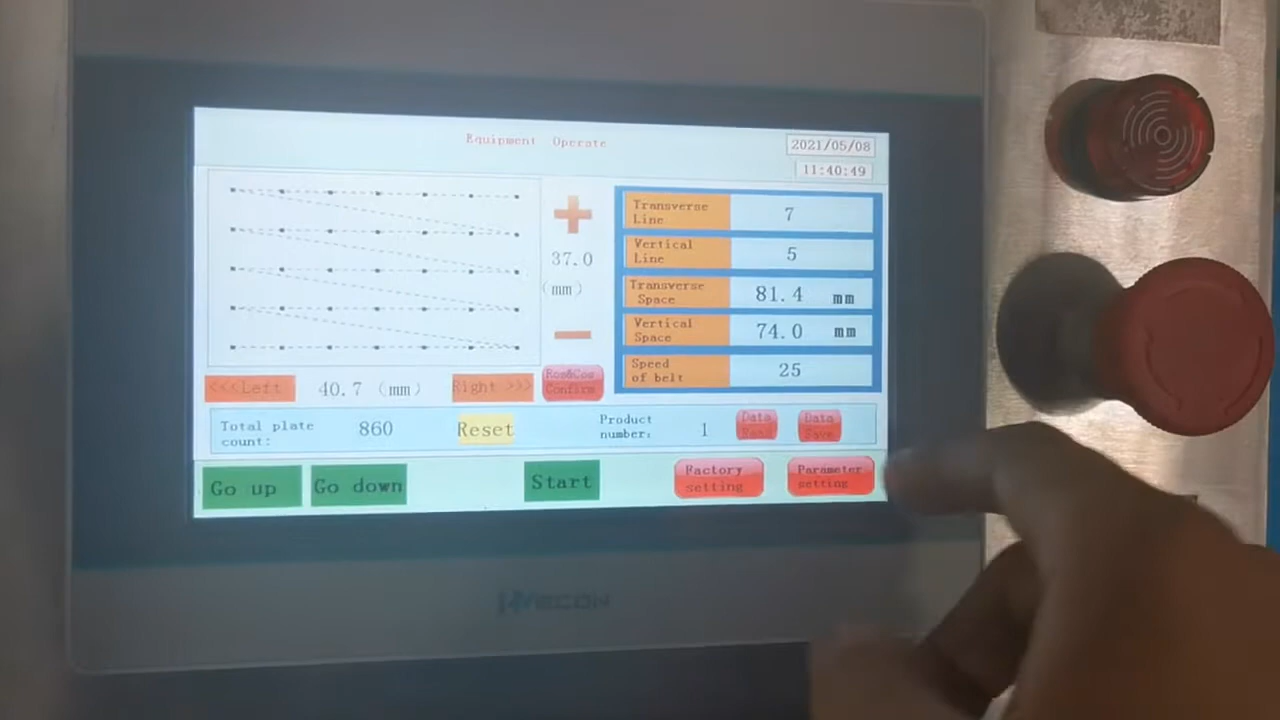 Equipment Operate
2021/05/08
11:40:49
37.0
(mm)
Transverse
Line
7
Vertical
Line
5
Transverse
Space
81.4 mm
Vertical
Space
74.0 mm
Speed
of belt
25
<<<Left
40.7 (mm)
Right >>>
Confirm
Total plate
count:
860
Reset
Product
number:
1
Data
Read
Data
Save
Go up
Go down
Start
Factory
setting
Parameter
setting
WECON